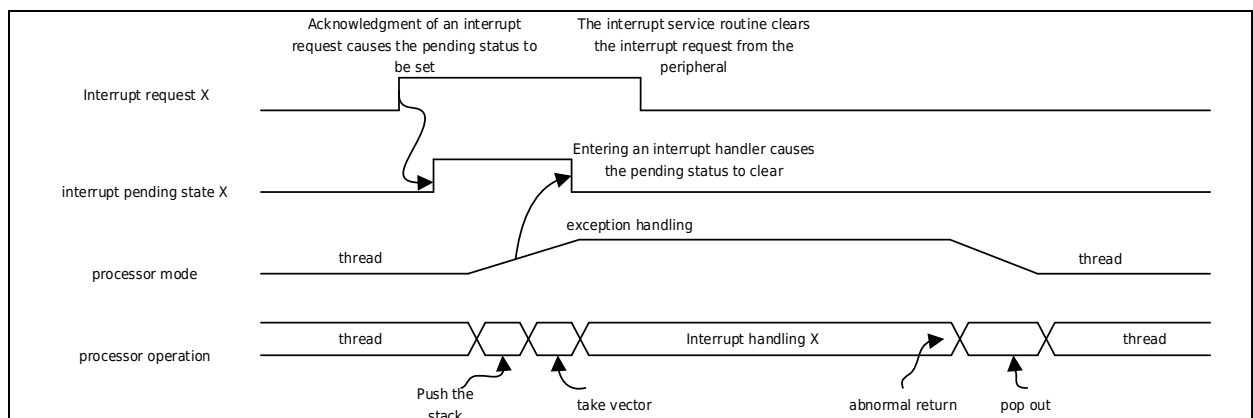 Acknowledgment of an interrupt
request causes the pending status to
be set
The interrupt service routine clears
the interrupt request from the
peripheral
Interrupt request X
Entering an interrupt handler causes
the pending status to clear
interrupt pending state X
exception handling
thread
thread
processor mode
thread
Interrupt handling X
thread
processor operation
Push the
stack
take vector
abnormal return
pop out